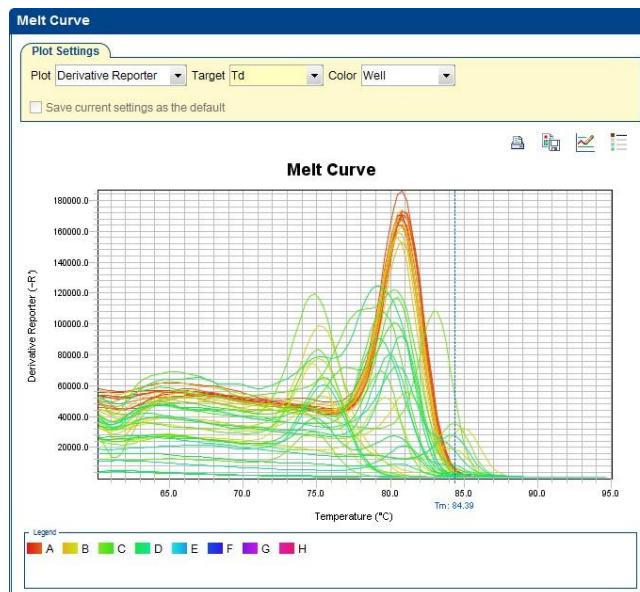 Melt Curve
Plot Settings
Plot Derivative Reporter Target Td Color Well
Save current settings as the default
Melt Curve
180000.0
160000.0
140000.0
120000.0
100000.0
80000.0
60000.0
40000.0
20000.0
Derivative Reporter (-R')
65.0 70.0 75.0 80.0 85.0 90.0 95.0
Tm: 84.39
Temperature (°C)
Legend
A B C D E F G H